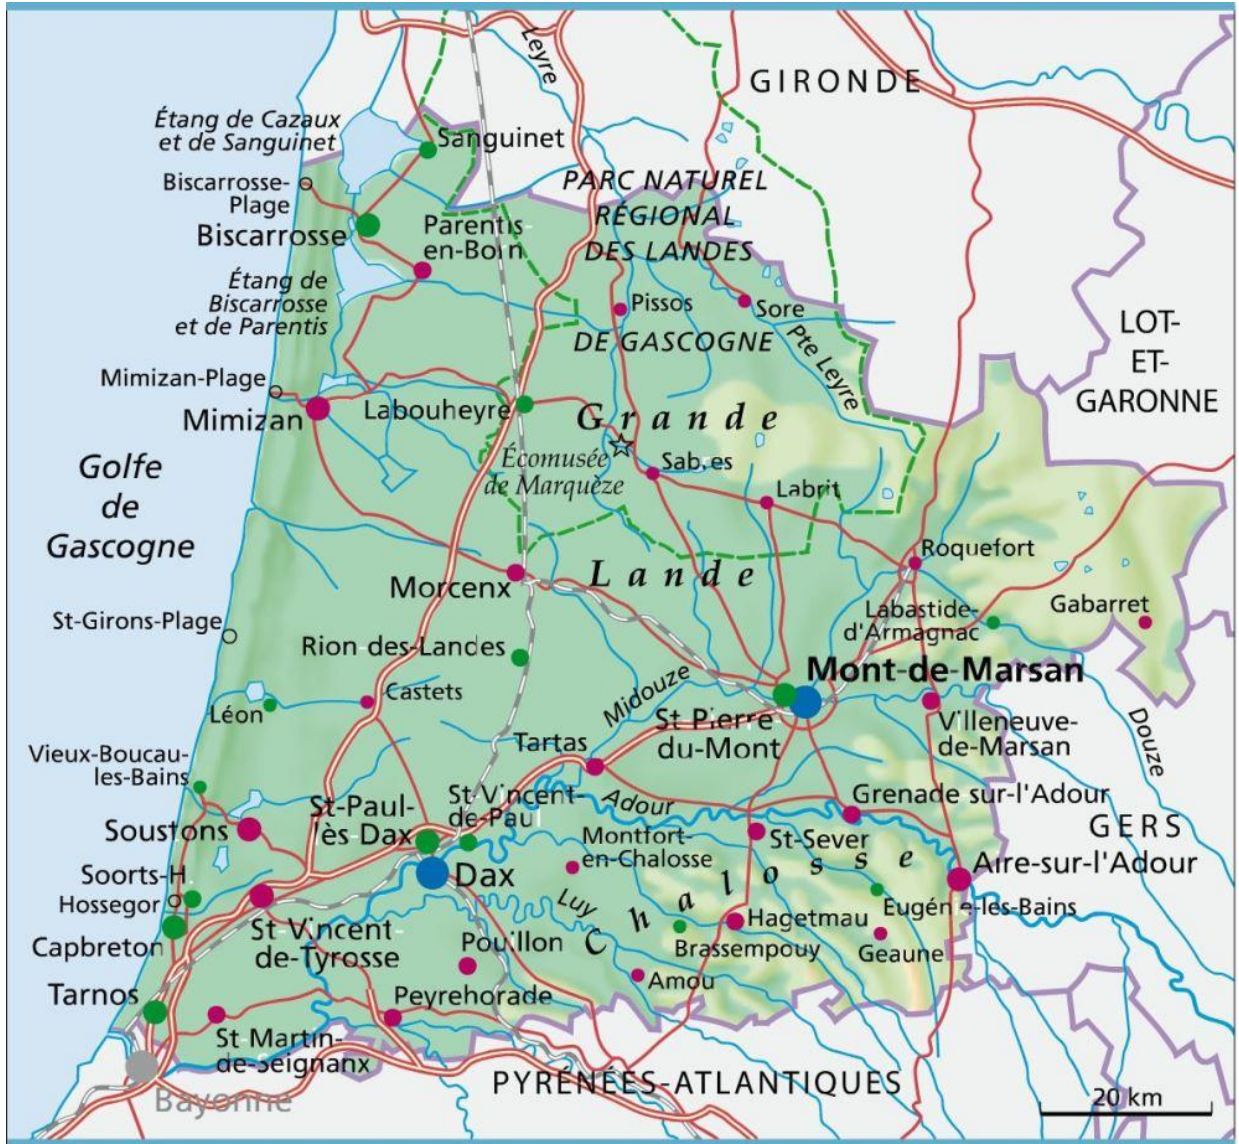 Leyre
GIRONDE
Étang de Cazaux
et de Sanguinet
Sanguinet
Biscarrosse-
Plage
PARC NATUREL
RÉGIONAL
DES LANDES
Biscarrosse
Parentis-
en-Born
Étang de
Biscarrosse
et de Parentis
Pissos
Sore
DE GASCOGNE
Pte Leyre
LOT-
ET-
GARONNE
Mimizan-Plage
Mimizan
Labouheyre
Grande
Écomusée
de Marquèze
Sabres
Labrit
Golfe
de
Gascogne
Roquefort
Morcenx
Lande
St-Girons-Plage
Labastide-
d'Armagnac
Gabarret
Rion-des-Landes
Mont-de-Marsan
Castets
Midouze
Léon
St-Pierre-
du-Mont
Villeneuve-
de-Marsan
Douze
Tartas
Vieux-Boucau-
les-Bains
St-Vincent-
de-Paul
Adour
Grenade sur-l'Adour
St-Paul-
lès-Dax
Soustons
Montfort-
en-Chalosse
St-Sever
GERS
Chalosse
Aire-sur-l'Adour
Soorts-H.
Hossegor
Dax
Luy
Eugénie-les-Bains
Hagetmau
Brassempouy
Geaune
Capbreton
St-Vincent-
de-Tyrosse
Pouillon
Amou
Tarnos
Peyrehorade
St-Martin-
de-Seignanx
PYRÉNÉES-ATLANTIQUES
Bayonne
20 km